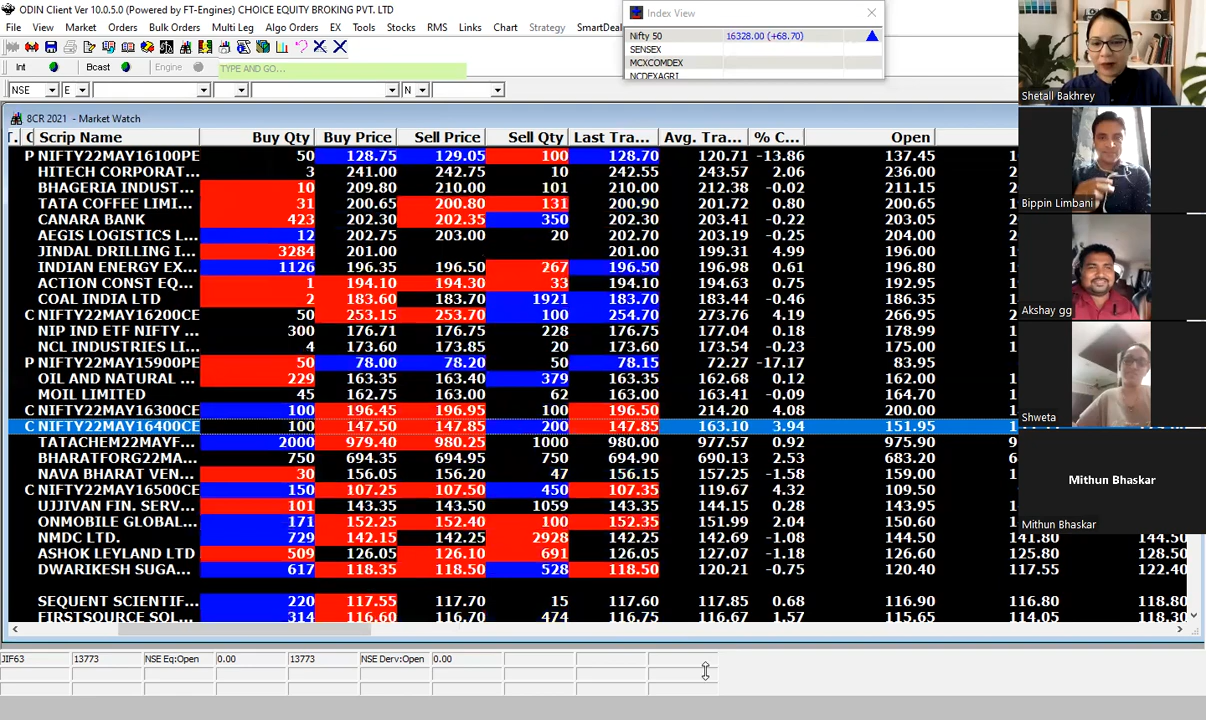 ODIN Client Ver 10.0.5.0 (Powered by FT-Engines) CHOICE EQUITY BROKING PVT. LTD
File View Market Orders BulkOrders Multi Leg Algo Orders EX Tools Stocks RMS Links Chart Strategy SmartDeal
Int Bcast Engine TYPE AND GO...
NSE E N
Index View
Nifty 50 16328.00 (+68.70)
SENSEX
MCXCOMDEX
NCDEXAGRI
8CR 2021 - Market Watch
T. C Scrip Name Buy Qty Buy Price Sell Price Sell Qty Last Tra... Avg. Tra... % C... Open
P NIFTY22MAY16100PE 50 128.75 129.05 100 128.70 120.71 -13.86 137.45
HITECH CORPORAT... 3 241.00 242.75 10 242.55 243.57 2.06 236.00
BHAGERIA INDUST... 10 209.80 210.00 101 210.00 212.38 -0.02 211.15
TATA COFFEE LIMI... 31 200.65 200.80 131 200.90 201.72 0.80 200.65
CANARA BANK 423 202.30 202.35 350 202.30 203.41 -0.22 203.05
AEGIS LOGISTICS L... 12 202.75 203.00 20 202.70 203.19 -0.25 204.00
JINDAL DRILLING I... 3284 201.00 201.00 199.31 4.99 196.00
INDIAN ENERGY EX... 1126 196.35 196.50 267 196.50 196.98 0.61 196.80
ACTION CONST EQ... 1 194.10 194.30 33 194.10 194.63 0.75 192.95
COAL INDIA LTD 2 183.60 183.70 1921 183.70 183.44 -0.46 186.35
C NIFTY22MAY16200CE 50 253.15 253.70 100 254.70 273.76 4.19 266.95
NIP IND ETF NIFTY ... 300 176.71 176.75 228 176.75 177.04 0.18 178.99
NCL INDUSTRIES LI... 4 173.60 173.85 20 172.60 173.54 -0.23 175.00
P NIFTY22MAY15900PE 50 78.00 78.20 50 78.15 72.27 -17.17 83.95
OIL AND NATURAL ... 229 163.35 163.40 379 163.35 162.68 0.12 162.00
MOIL LIMITED 45 162.75 163.00 62 163.35 163.41 -0.09 164.70
C NIFTY22MAY16300CE 100 196.45 196.95 100 196.50 214.20 4.08 200.00
C NIFTY22MAY16400CE 100 147.50 147.85 200 147.85 163.10 3.94 151.95
TATACHEM22MAYF... 2000 979.40 980.25 1000 980.00 977.57 0.92 975.90 9
BHARATFORG22MA... 750 694.35 694.95 750 694.90 690.13 2.53 683.20 6
NAVA BHARAT VEN... 30 156.05 156.20 47 156.15 157.25 -1.58 159.00
C NIFTY22MAY16500CE 150 107.25 107.50 450 107.35 119.67 4.32 109.50
UJJIVAN FIN. SERV... 101 143.35 143.50 1059 143.35 144.15 0.28 143.95
ONMOBILE GLOBAL... 171 152.25 152.40 100 152.35 151.99 2.04 150.60
NMDC LTD. 729 142.15 142.25 2928 142.25 142.69 -1.08 144.50 141.80 144.50
ASHOK LEYLAND LTD 509 126.05 126.10 691 126.05 127.07 -1.18 126.60 125.80 128.50
DWARIKESH SUGA... 617 118.35 118.50 528 118.50 120.21 -0.75 120.40 117.55 122.40
SEQUENT SCIENTIF... 220 117.55 117.70 15 117.60 117.85 0.68 116.90 116.80 118.80
FIRSTSOURCE SOL... 314 116.60 116.70 474 116.75 116.67 1.57 115.65 114.05 118.30
JIF63 13773 NSE Eq:Open 0.00 13773 NSE Derv:Open 0.00
Shetall Bakhrey
Bippin Limbani
Akshay gg
Shweta
Mithun Bhaskar
Mithun Bhaskar